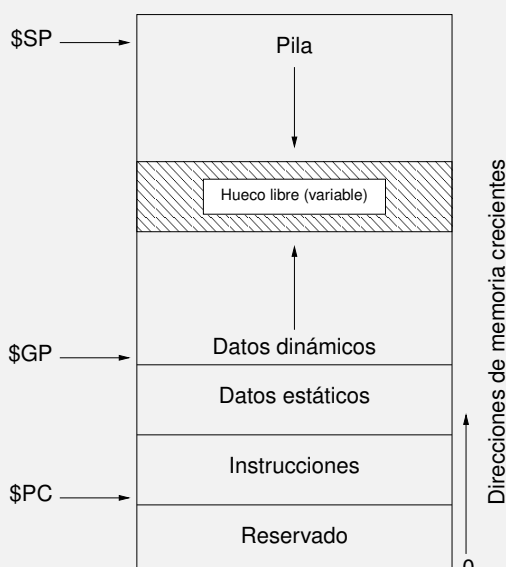 $SP
Pila
Hueco libre (variable)
Datos dinámicos
$GP
Datos estáticos
Instrucciones
$PC
Reservado
0
Direcciones de memoria crecientes